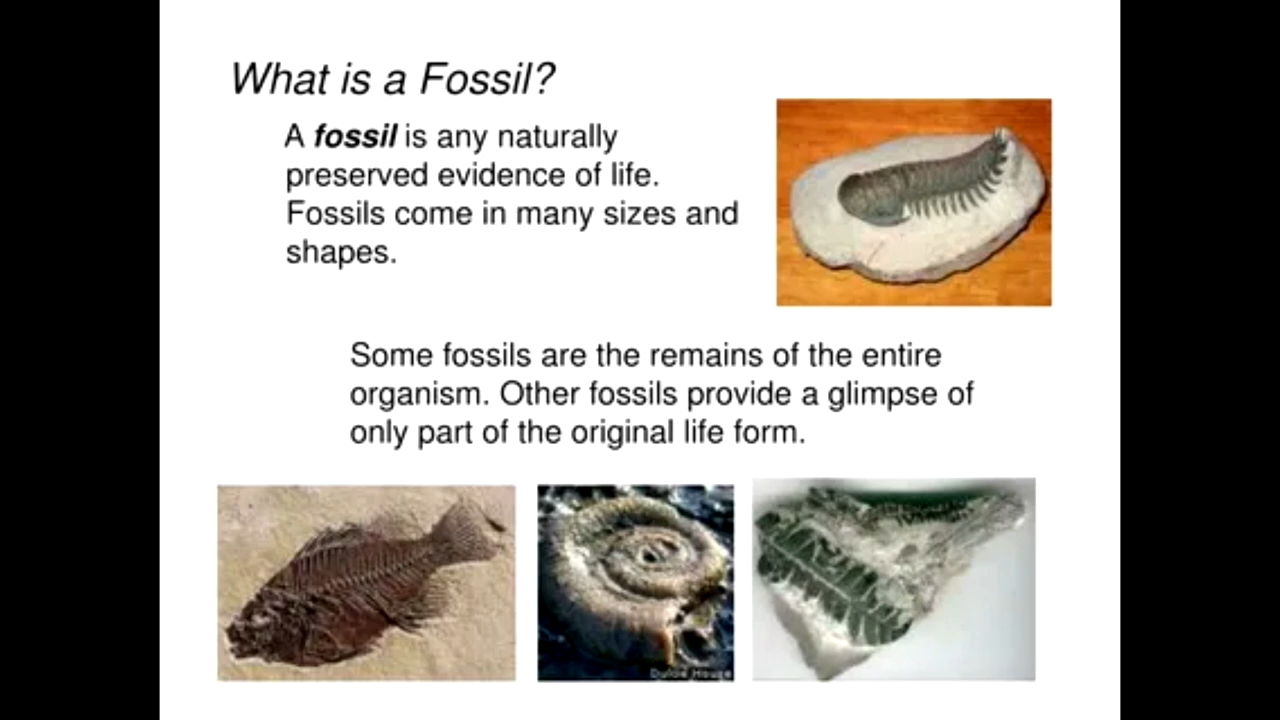 What is a Fossil?
A fossil is any naturally
preserved evidence of life.
Fossils come in many sizes and
shapes.
Some fossils are the remains of the entire
organism. Other fossils provide a glimpse of
only part of the original life form.